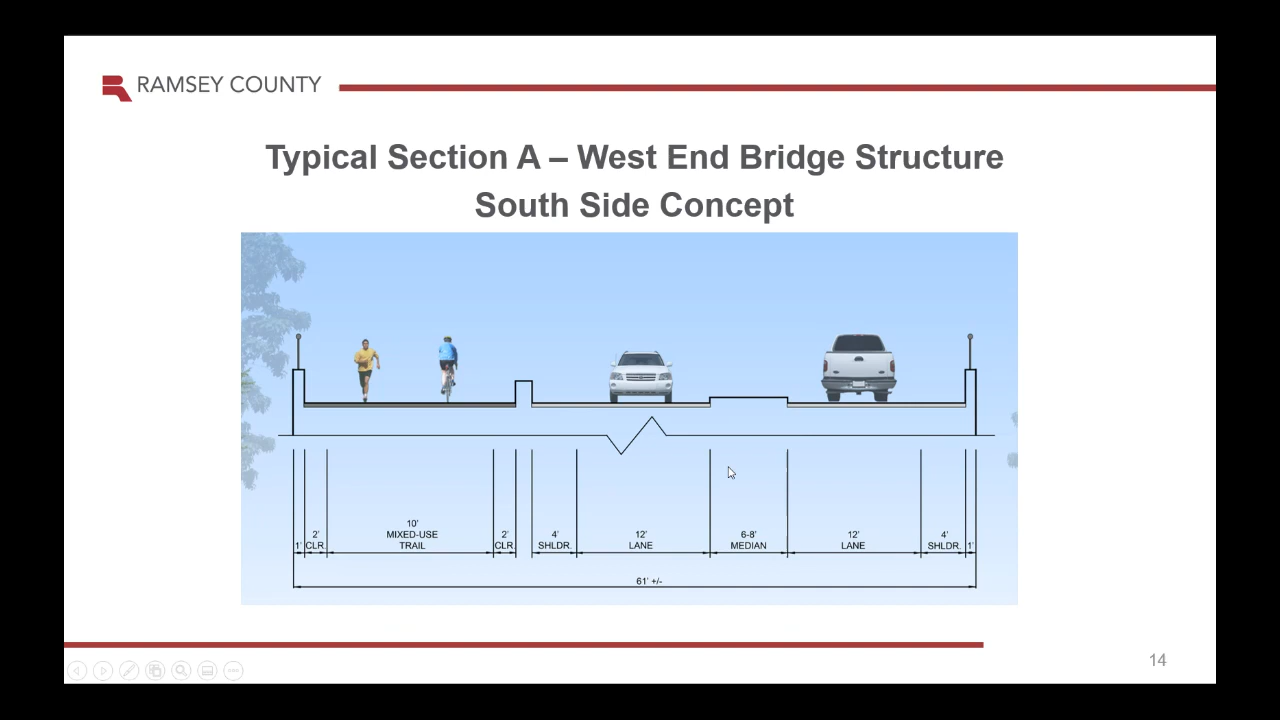 RAMSEY COUNTY
Typical Section A – West End Bridge Structure
South Side Concept
1'
2'
CLR.
10'
MIXED-USE
TRAIL
2'
CLR.
4'
SHLDR.
12'
LANE
6-8'
MEDIAN
12'
LANE
4'
SHLDR.
1'
61' +/-
14